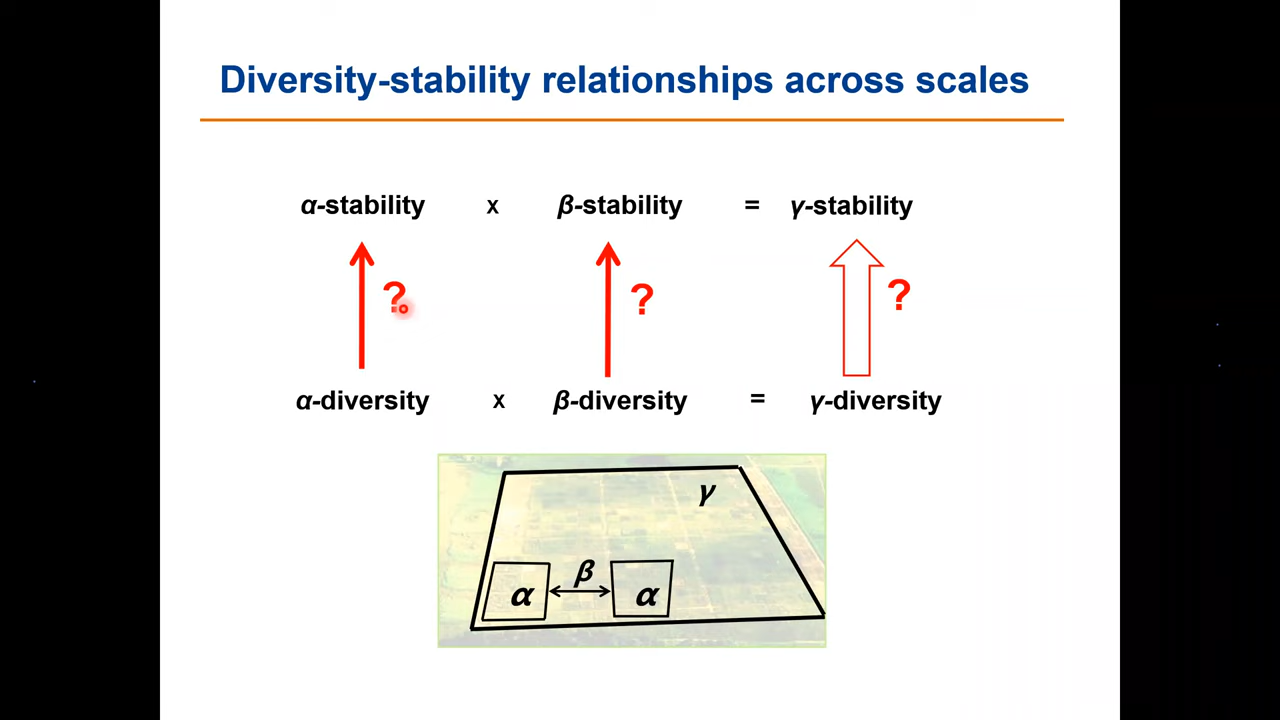 Diversity-stability relationships across scales
α-stability x β-stability = γ-stability
? ? ?
α-diversity x β-diversity = γ-diversity
γ
β
α α